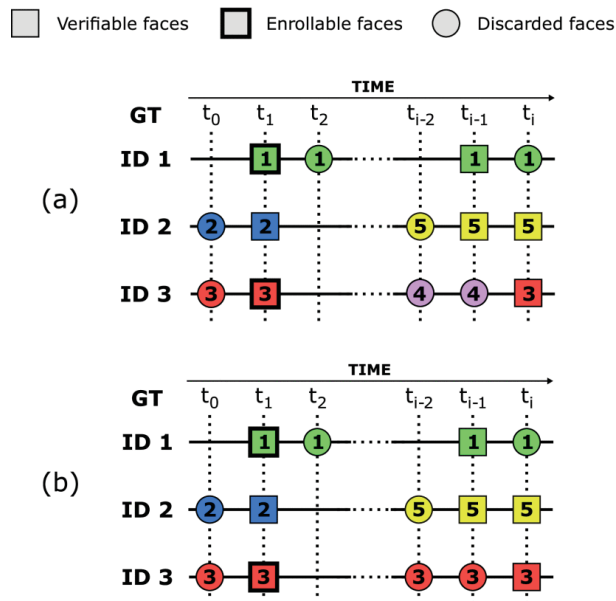 Verifiable faces Enrollable faces Discarded faces
TIME
GT t0 t1 t2 ti-2 ti-1 ti
ID 1 1 1 1 1
(a)
ID 2 2 2 5 5 5
ID 3 3 3 4 4 3
TIME
GT t0 t1 t2 ti-2 ti-1 ti
ID 1 1 1 1 1
(b)
ID 2 2 2 5 5 5
ID 3 3 3 3 3 3